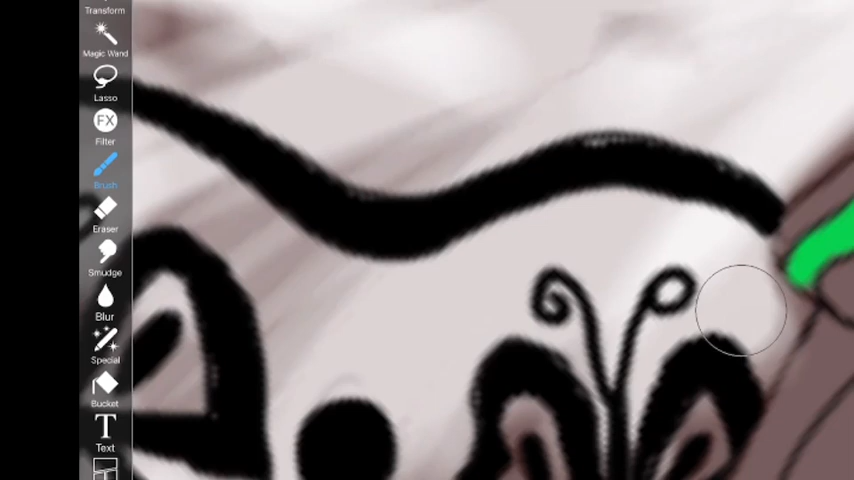 Transform
Magic Wand
Lasso
FX
Filter
Brush
Eraser
Smudge
Blur
Special
Bucket
T
Text